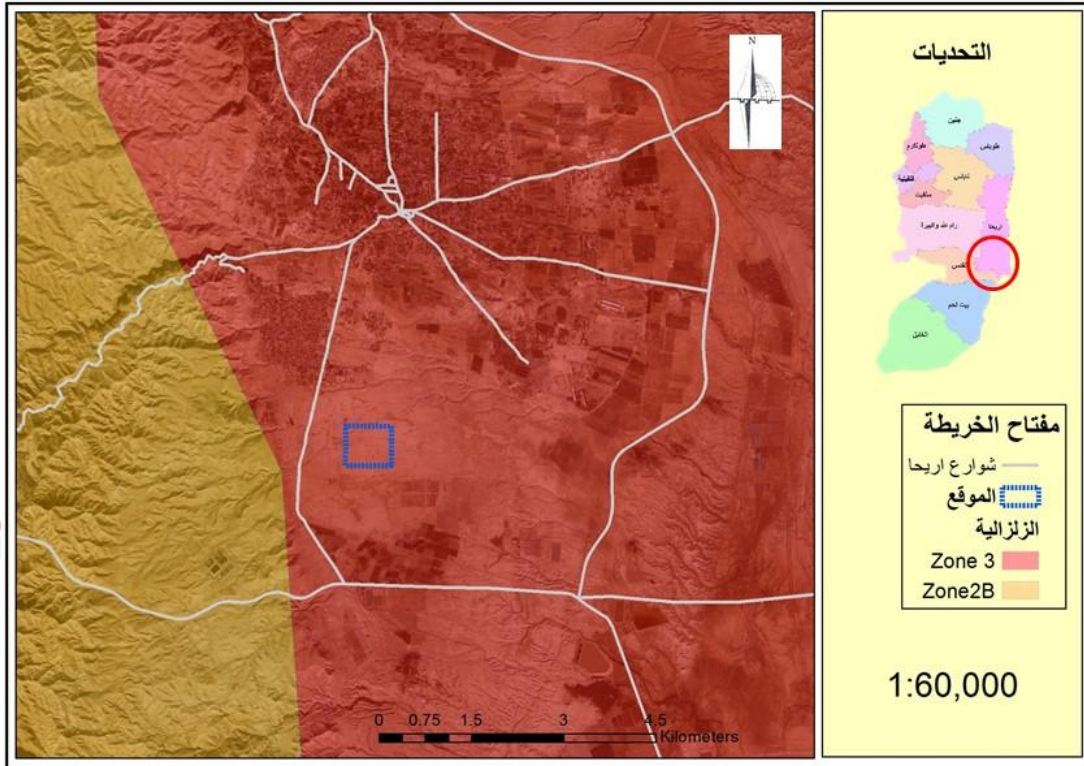 N
التحديات
جنين
طولكرم
طوباس
قلقيلية
نابلس
سلفيت
رام الله والبيرة
اريحا
القدس
بيت لحم
الخليل
مفتاح الخريطة
شوارع اريحا
الموقع
الزلزالية
Zone 3
Zone2B
1:60,000
0 0.75 1.5 3 4.5
Kilometers